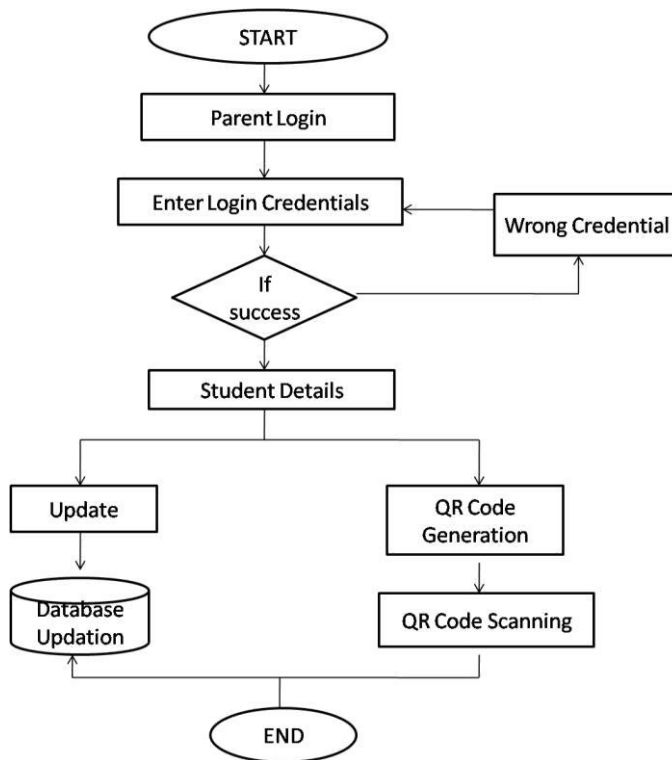 START
Parent Login
Enter Login Credentials
Wrong Credential
If
success
Student Details
Update
QR Code
Generation
Database
Updation
QR Code Scanning
END